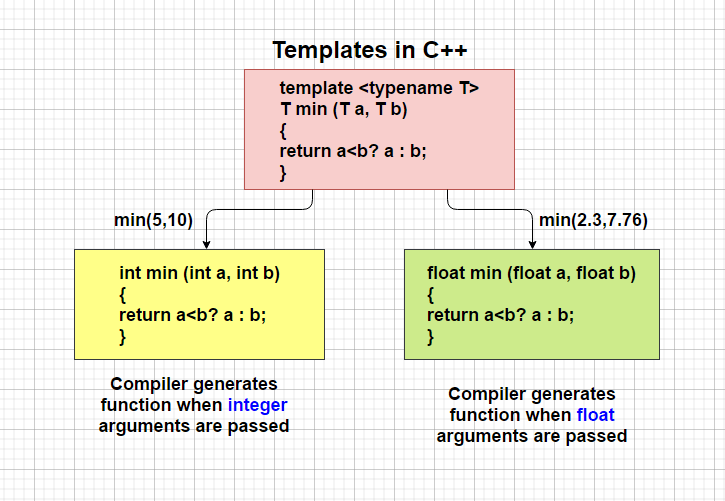 Templates in C++
template <typename T>
T min (T a, T b)
{
return a<b? a : b;
}
min(5,10)
min(2.3,7.76)
int min (int a, int b)
{
return a<b? a : b;
}
float min (float a, float b)
{
return a<b? a : b;
}
Compiler generates
function when integer
arguments are passed
Compiler generates
function when float
arguments are passed